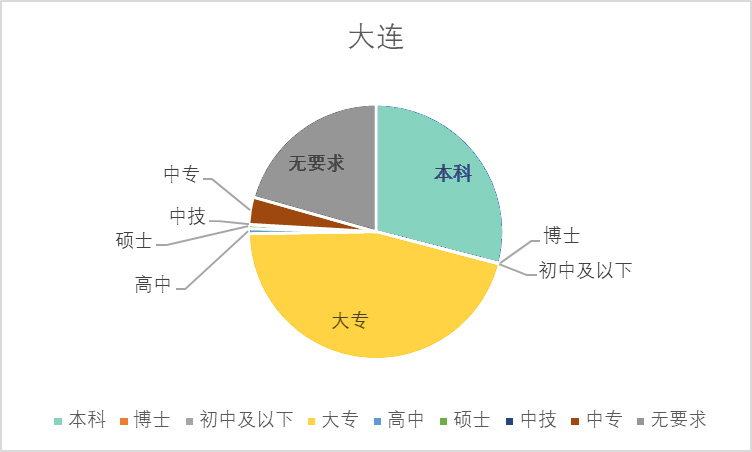 大连
无要求
本科
中专
中技
硕士
高中
博士
初中及以下
大专
本科 博士 初中及以下 大专 高中 硕士 中技 中专 无要求